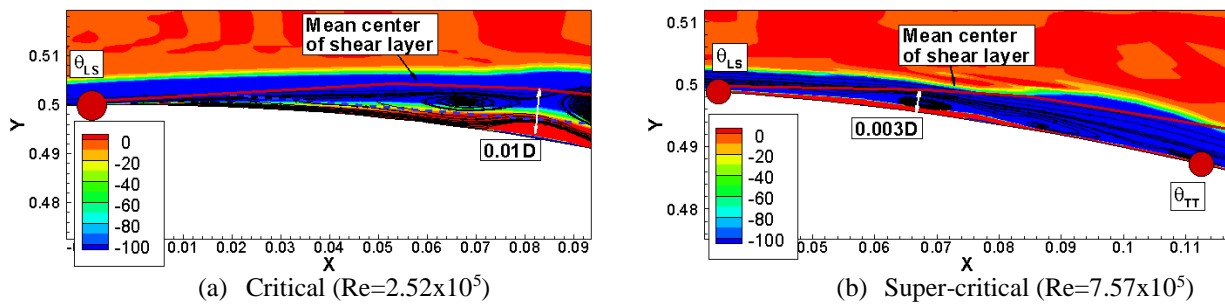 Mean center
of shear layer
θLS
0.51
0.5
0.49
0.48
Y
0
-20
-40
-60
-80
-100
0.01D
0.01 0.02 0.03 0.04 0.05 0.06 0.07 0.08 0.09
X
(a) Critical (Re=2.52x10⁵)
Mean center
of shear layer
θLS
0.51
0.5
0.49
0.48
Y
0
-20
-40
-60
-80
-100
0.003D
θTT
0.05 0.06 0.07 0.08 0.09 0.1 0.11
X
(b) Super-critical (Re=7.57x10⁵)